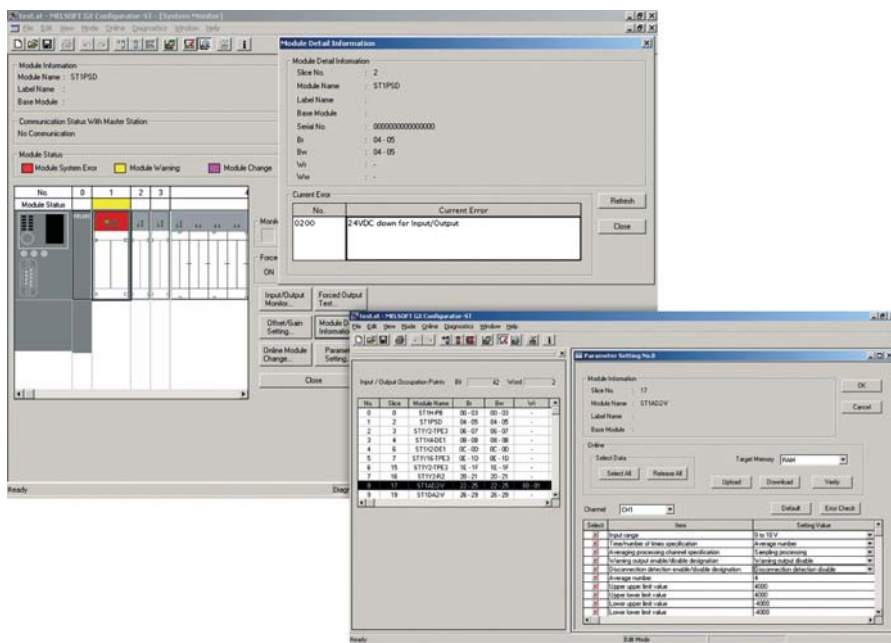 test.st - MELSOFT GX Configurator-ST - [System Monitor]
File Edit View Mode Online Diagnostics Window Help
Module Information
Module Name : ST1PSD
Label Name :
Base Module :
Communication Status With Master Station
No Communication
Module Status
Module System Error
Module Warning
Module Change
No. 0 1 2 3 4
Module Status
Force
ON
Input/Output Monitor...
Forced Output Test...
Offset/Gain Setting...
Online Module Change...
Close
Ready
Module Detail Information
Module Detail Information
Slice No. : 2
Module Name : ST1PSD
Label Name :
Base Module :
Serial No. : 0000000000000000
Br : 04 - 05
Bw : 04 - 05
Wr : -
Ww : -
Current Error
No. Current Error
0200 24VDC down for Input/Output
Refresh
Close
test.st - MELSOFT GX Configurator-ST
File Edit View Mode Online Diagnostics Window Help
Input / Output Occupation Points Bit 42 Word 2
No. Slice Module Name Br Bw Wr
0 0 ST1H-PB 00 - 03 00 - 03 -
1 2 ST1PSD 04 - 05 04 - 05 -
2 3 ST1Y2-TPE3 06 - 07 06 - 07 -
3 4 ST1X4-DE1 08 - 0B 08 - 0B -
4 6 ST1X2-DE1 0C - 0D 0C - 0D -
5 7 ST1Y16-TPE3 0E - 1D 0E - 1D -
6 15 ST1Y2-TPE3 1E - 1F 1E - 1F -
7 16 ST1Y2-R2 20 - 21 20 - 21 -
8 17 ST1AD2-V 22 - 25 22 - 25 00 - 01
9 19 ST1DA2-V 26 - 29 26 - 29 -
Ready
Edit Mode
Parameter Setting No.8
Module Information
Slice No. : 17
Module Name : ST1AD2-V
Label Name :
Base Module :
OK
Cancel
Online
Select Data
Select All
Release All
Target Memory RAM
Upload
Download
Verify
Channel CH1
Default
Error Check
Select Item Setting Value
Input range 0 to 10 V
Time/number of times specification Average number
Averaging processing channel specification Sampling processing
Warning output enable/disable designation Warning output disable
Disconnection detection enable/disable designation Disconnection detection disable
Average number 4
Upper upper limit value 4000
Upper lower limit value 4000
Lower upper limit value -4000
Lower lower limit value -4000